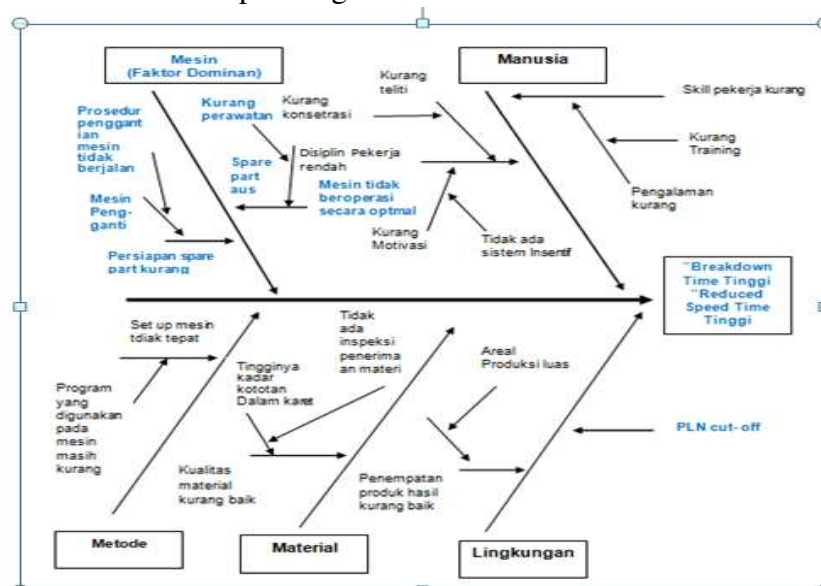 Mesin
(Faktor Dominan)
Manusia
Prosedur
penggant
ian
mesin
tidak
berjalan
Kurang
perawatan
Kurang
konsetrasi
Kurang
teliti
Skill pekerja kurang
Kurang
Training
Pengalaman
kurang
Spare
part
aus
Disiplin Pekerja
rendah
Mesin tidak
beroperasi
secara optmal
Mesin
Peng-
ganti
Persiapan spare
part kurang
Kurang
Motivasi
Tidak ada
sistem Insentif
"Breakdown
Time Tinggi
"Reduced
Speed Time
Tinggi
Set up mesin
tdiak tepat
Program
yang
digunakan
pada
mesin
masih
kurang
Tingginya
kadar
kototan
Dalam karet
Tidak
ada
inspeksi
penerima
an materi
Kualitas
material
kurang baik
Areal
Produksi luas
Penempatan
produk hasil
kurang baik
PLN cut-off
Metode
Material
Lingkungan